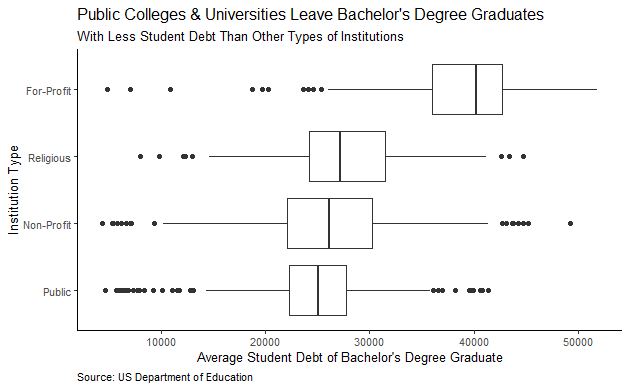 Public Colleges & Universities Leave Bachelor's Degree Graduates
With Less Student Debt Than Other Types of Institutions
For-Profit
Religious
Non-Profit
Public
Institution Type
10000 20000 30000 40000 50000
Average Student Debt of Bachelor's Degree Graduate
Source: US Department of Education